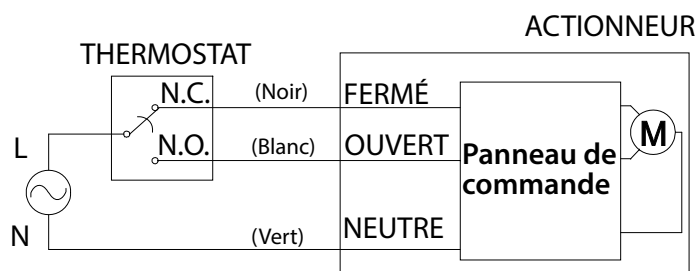 ACTIONNEUR
THERMOSTAT
N.C. (Noir) FERMÉ
L N.O. (Blanc) OUVERT
Panneau de commande
M
N (Vert) NEUTRE